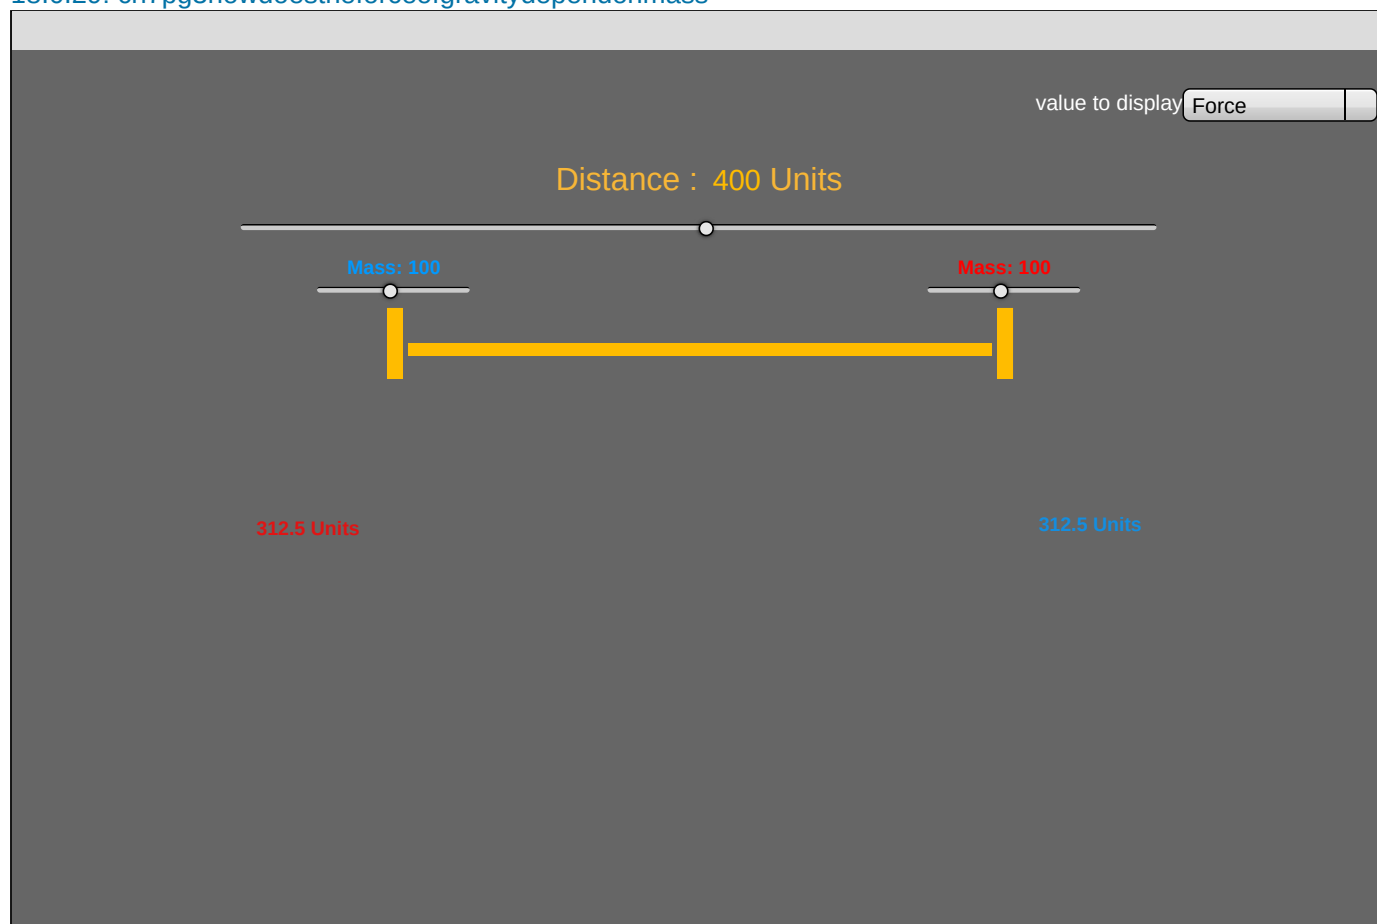 value to display Force
Distance : 400 Units
Mass: 100 Mass: 100
312.5 Units 312.5 Units